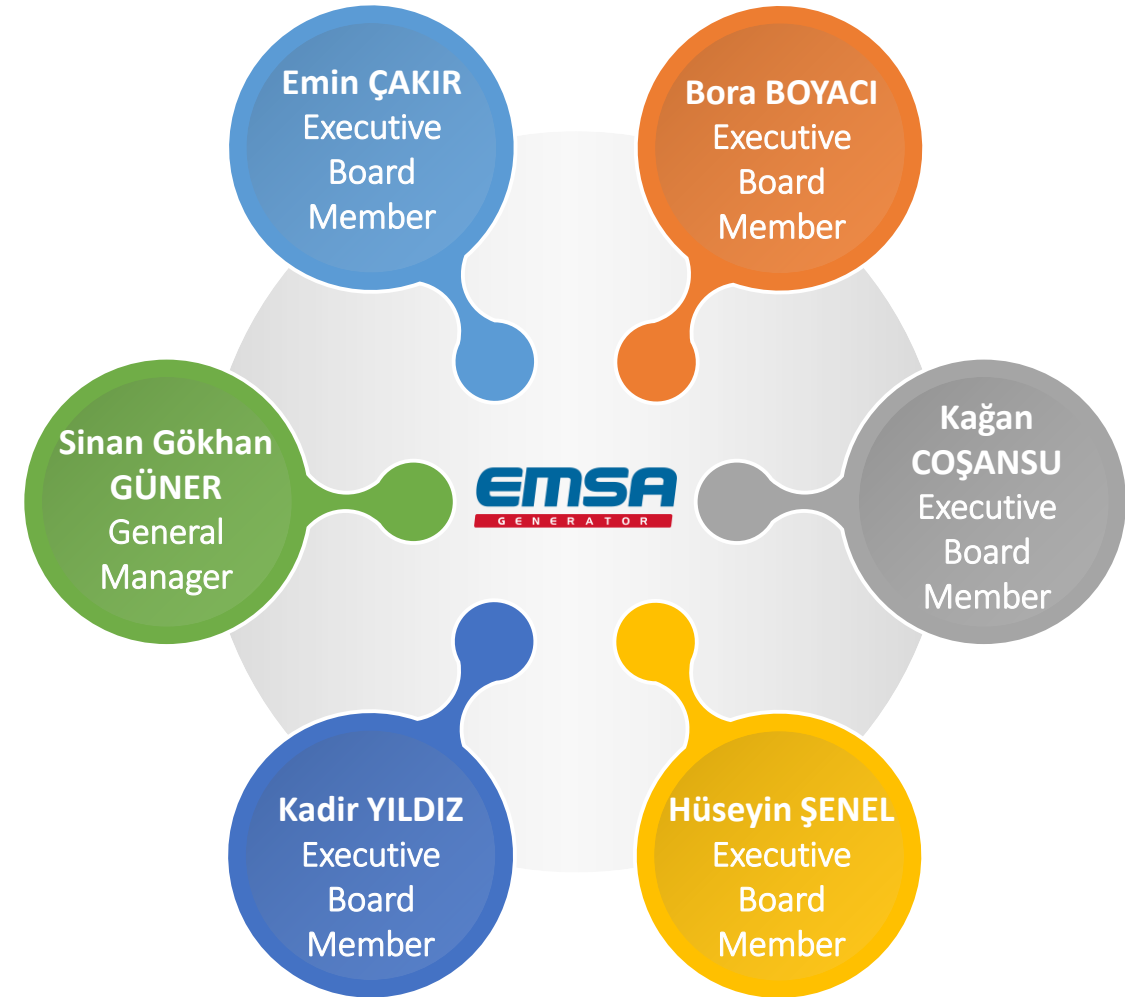 Emin ÇAKIR
Executive
Board
Member
Bora BOYACI
Executive
Board
Member
Sinan Gökhan
GÜNER
General
Manager
EMSA
GENERATOR
Kağan
COŞANSU
Executive
Board
Member
Kadir YILDIZ
Executive
Board
Member
Hüseyin ŞENEL
Executive
Board
Member